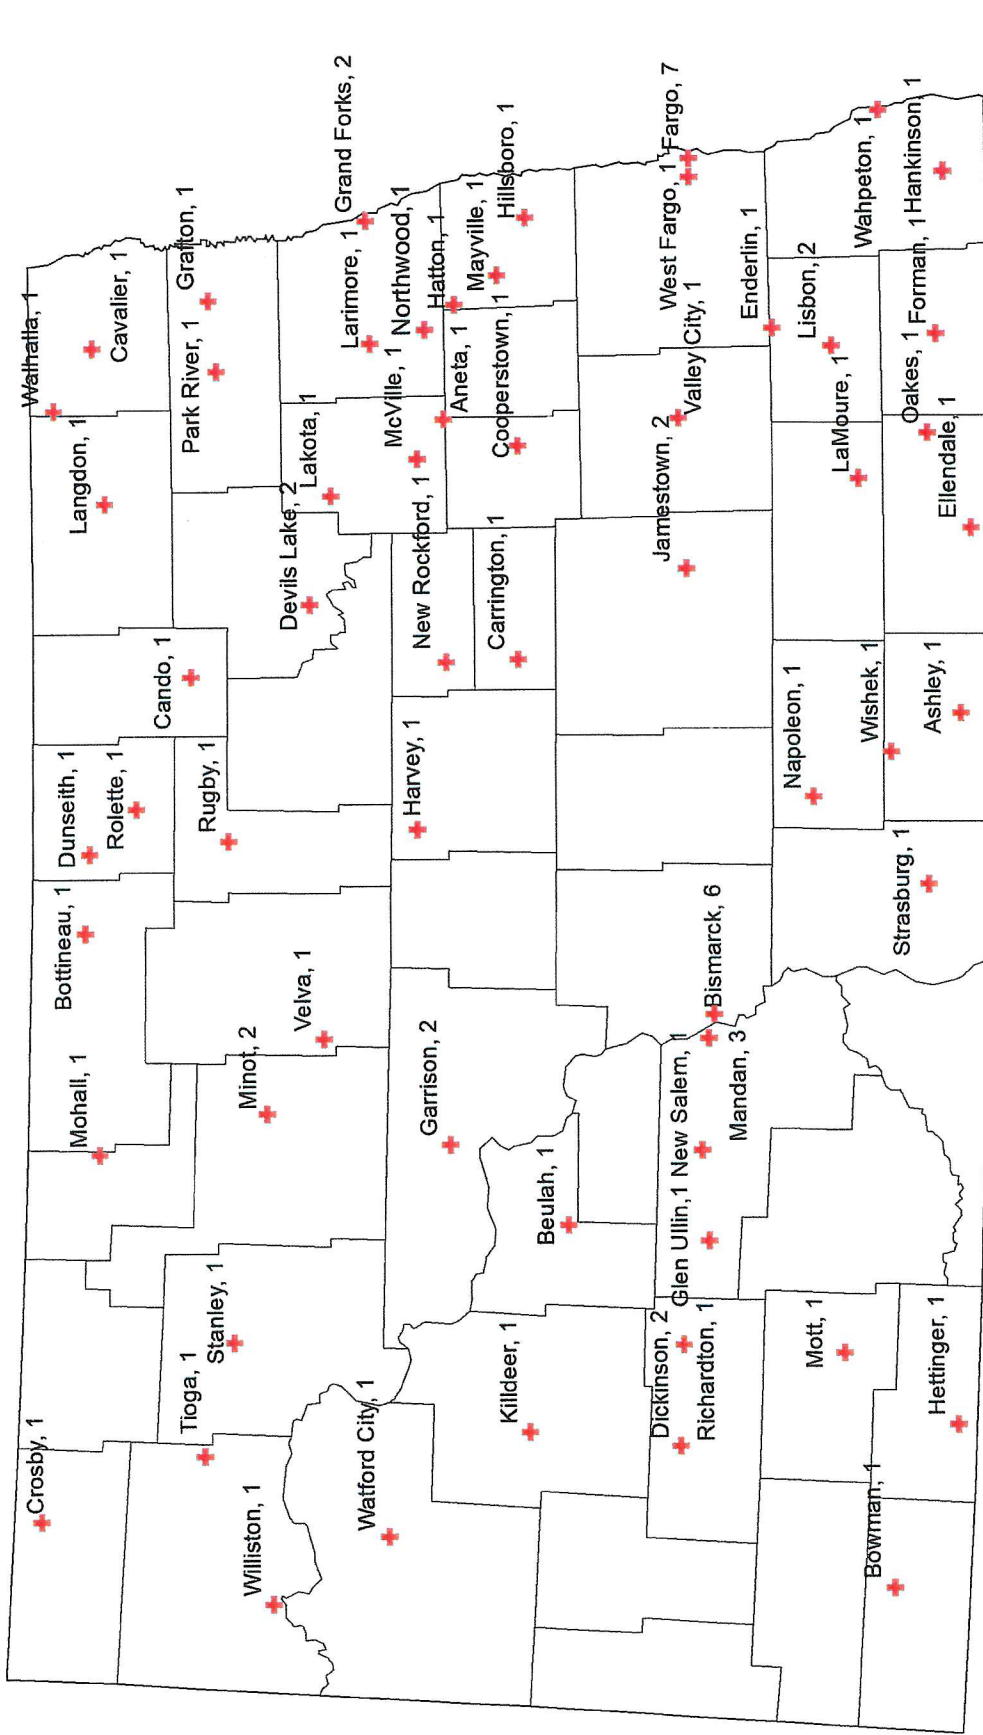 Crosby, 1
Mohall, 1
Bottineau, 1
Dunseith, 1
Rolette, 1
Langdon, 1
Walhalla, 1
Cavalier, 1
Tioga, 1
Stanley, 1
Rugby, 1
Cando, 1
Park River, 1
Grafton, 1
Williston, 1
Minot, 2
Velva, 1
Devils Lake, 2
Lakota, 1
Larimore, 1
Grand Forks, 2
Watford City, 1
Garrison, 2
Harvey, 1
New Rockford, 1
McVille, 1
Northwood, 1
Hatton, 1
Aneta, 1
Mayville, 1
Hillsboro, 1
Killdeer, 1
Beulah, 1
Carrington, 1
Cooperstown, 1
Dickinson, 2
Richardton, 1
Glen Ullin, 1
New Salem, 1
Mandan, 3
Bismarck, 6
Jamestown, 2
Valley City, 1
West Fargo, 1
Fargo, 7
Enderlin, 1
Mott, 1
Napoleon, 1
Wishek, 1
LaMoure, 1
Lisbon, 2
Wahpeton, 1
Bowman, 1
Hettinger, 1
Strasburg, 1
Ashley, 1
Ellendale, 1
Oakes, 1
Forman, 1
Hankinson, 1